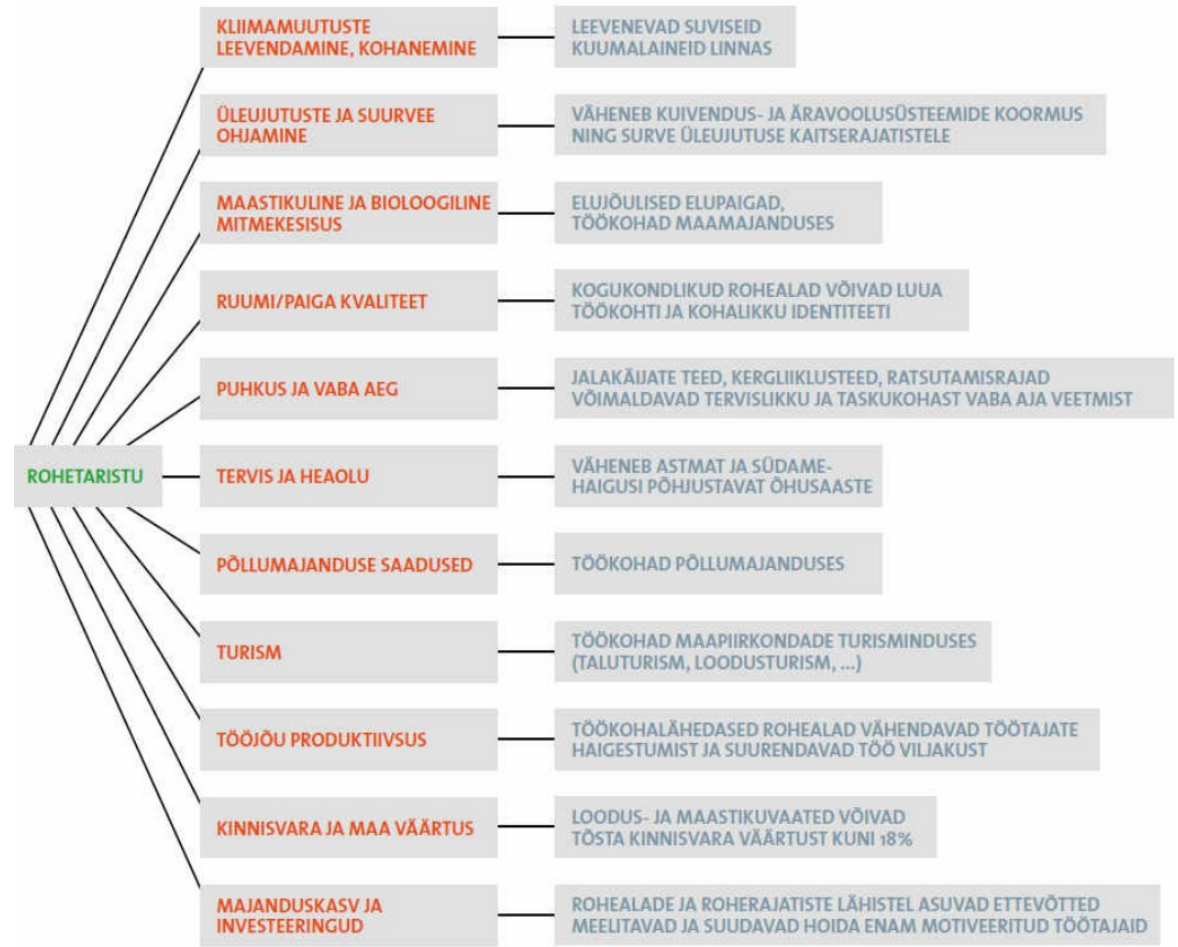 KLIIMAMUUTUSTE
LEEVENDAMINE, KOHANEMINE
LEEVENEVAD SUVISEID
KUUMALAINEID LINNAS
ÜLEUJUTUSTE JA SUURVEE
OHJAMINE
VÄHENEB KUIVENDUS- JA ÄRAVOOLUSÜSTEEMIDE KOORMUS
NING SURVE ÜLEUJUTUSE KAITSERAJATISTELE
MAASTIKULINE JA BIOLOOGILINE
MITMEKESISUS
ELUJÕULISED ELUPAIGAD,
TÖÖKOHAD MAAMAJANDUSES
RUUMI/PAIGA KVALITEET
KOGUKONDLIKUD ROHEALAD VÕIVAD LUUA
TÖÖKOHTI JA KOHALIKKU IDENTITEETI
PUHKUS JA VABA AEG
JALAKÄIJATE TEED, KERGLIIKLUSTEED, RATSUTAMISRAJAD
VÕIMALDAVAD TERVISLIKKU JA TASKUKOHAST VABA AJA VEETMIST
ROHETARISTU
TERVIS JA HEAOLU
VÄHENEB ASTMAT JA SÜDAME-
HAIGUSI PÕHJUSTAVAT ÕHUSAASTE
PÕLLUMAJANDUSE SAADUSED
TÖÖKOHAD PÕLLUMAJANDUSES
TURISM
TÖÖKOHAD MAAPIIRKONDADE TURISMINDUSES
(TALUTURISM, LOODUSTURISM, ...)
TÖÖJÕU PRODUKTIIVSUS
TÖÖKOHALÄHEDASED ROHEALAD VÄHENDAVAD TÖÖTAJATE
HAIGESTUMIST JA SUURENDAVAD TÖÖ VILJAKUST
KINNISVARA JA MAA VÄÄRTUS
LOODUS- JA MAASTIKUVAATED VÕIVAD
TÕSTA KINNISVARA VÄÄRTUST KUNI 18%
MAJANDUSKASV JA
INVESTEERINGUD
ROHEALADE JA ROHERAJATISTE LÄHISTEL ASUVAD ETTEVÕTTED
MEELITAVAD JA SUUDAVAD HOIDA ENAM MOTIVEERITUD TÖÖTAJAID